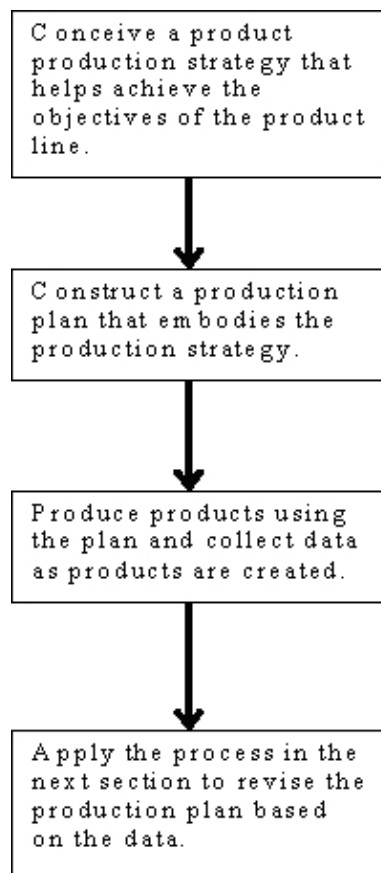 Conceive a product
production strategy that
helps achieve the
objectives of the product
line.
Construct a production
plan that embodies the
production strategy.
Produce products using
the plan and collect data
as products are created.
Apply the process in the
next section to revise the
production plan based
on the data.